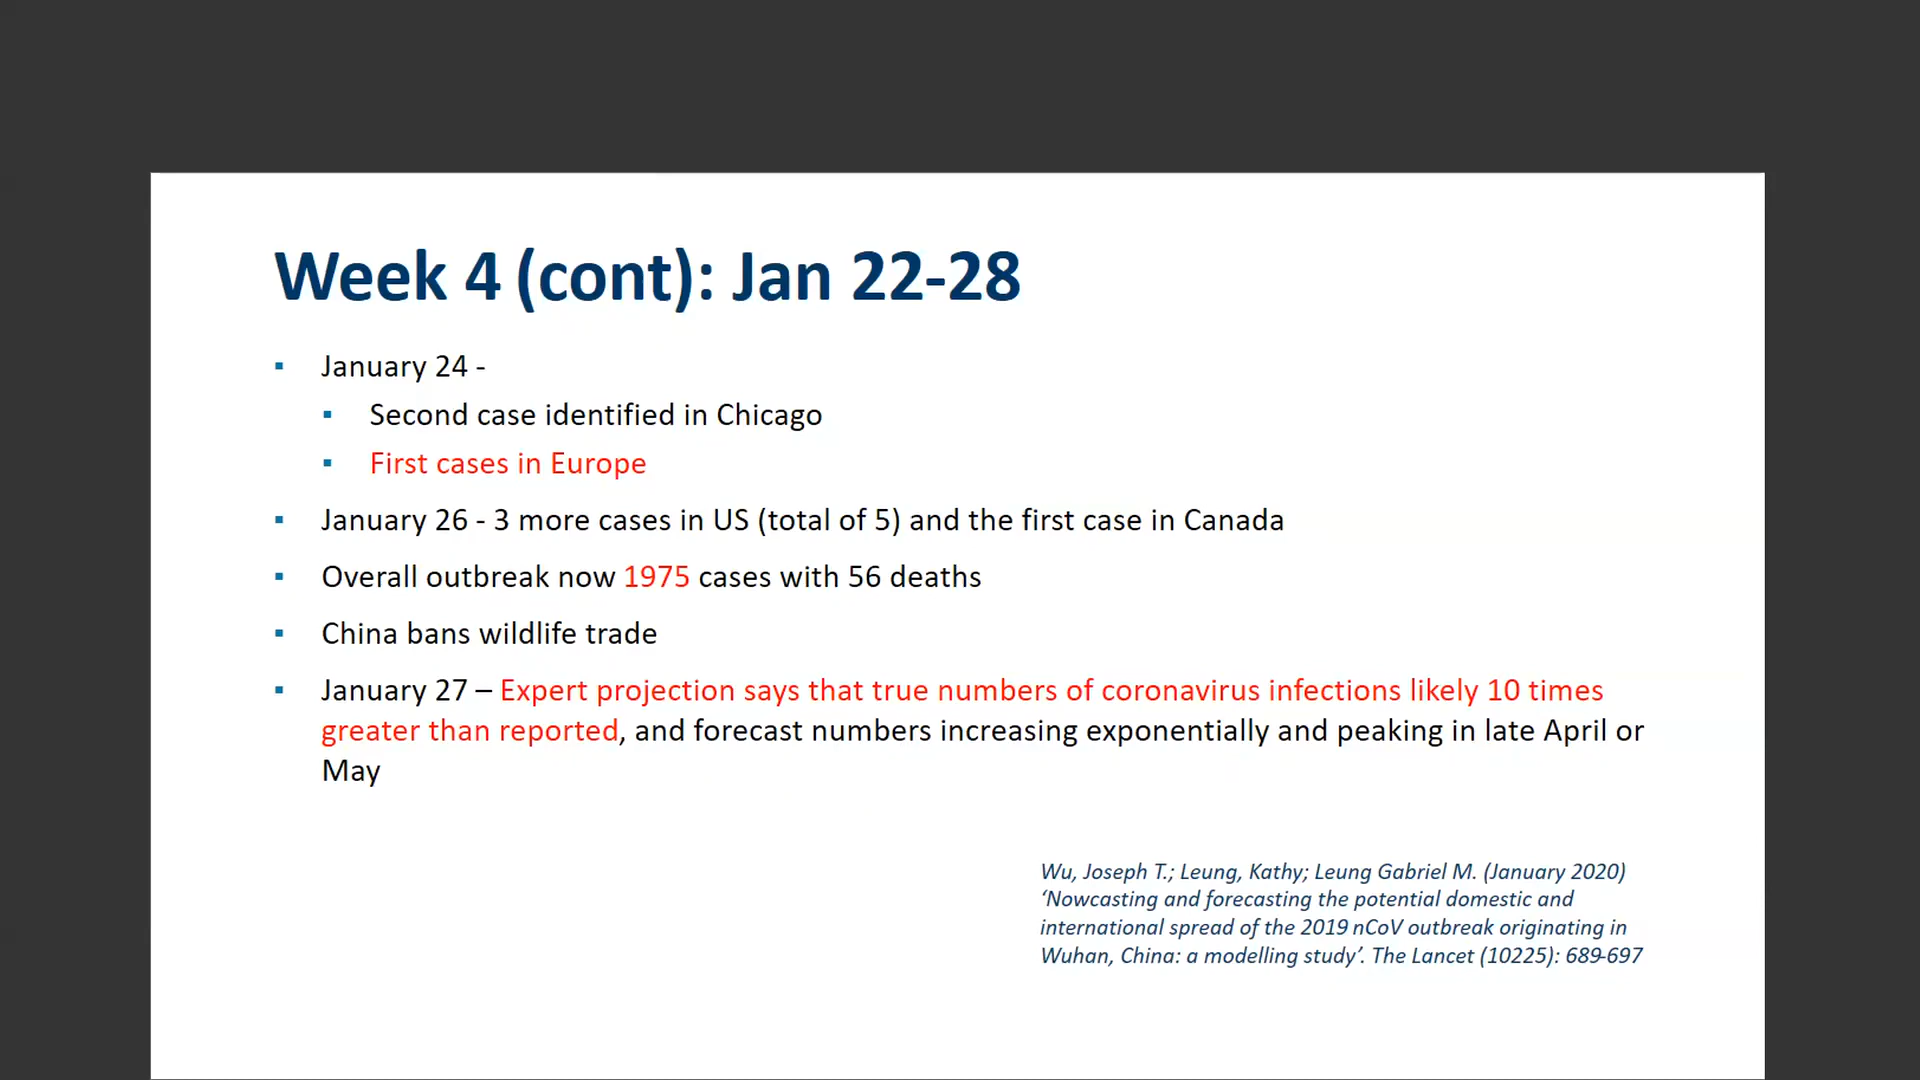 Week 4 (cont): Jan 22-28
▪ January 24 -
▪ Second case identified in Chicago
▪ First cases in Europe
▪ January 26 - 3 more cases in US (total of 5) and the first case in Canada
▪ Overall outbreak now 1975 cases with 56 deaths
▪ China bans wildlife trade
▪ January 27 – Expert projection says that true numbers of coronavirus infections likely 10 times
greater than reported, and forecast numbers increasing exponentially and peaking in late April or
May
Wu, Joseph T.; Leung, Kathy; Leung Gabriel M. (January 2020)
‘Nowcasting and forecasting the potential domestic and
international spread of the 2019 nCoV outbreak originating in
Wuhan, China: a modelling study’. The Lancet (10225): 689-697